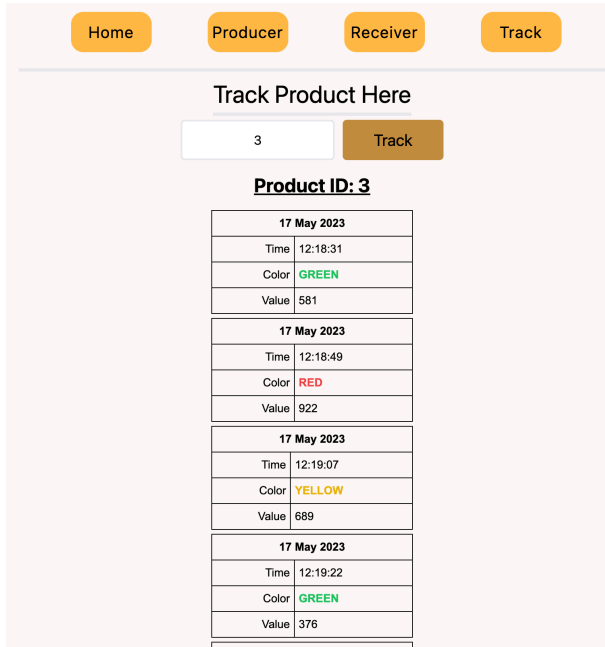 Home Producer Receiver Track
Track Product Here
3 Track
Product ID: 3
17 May 2023
Time 12:18:31
Color GREEN
Value 581
17 May 2023
Time 12:18:49
Color RED
Value 922
17 May 2023
Time 12:19:07
Color YELLOW
Value 689
17 May 2023
Time 12:19:22
Color GREEN
Value 376